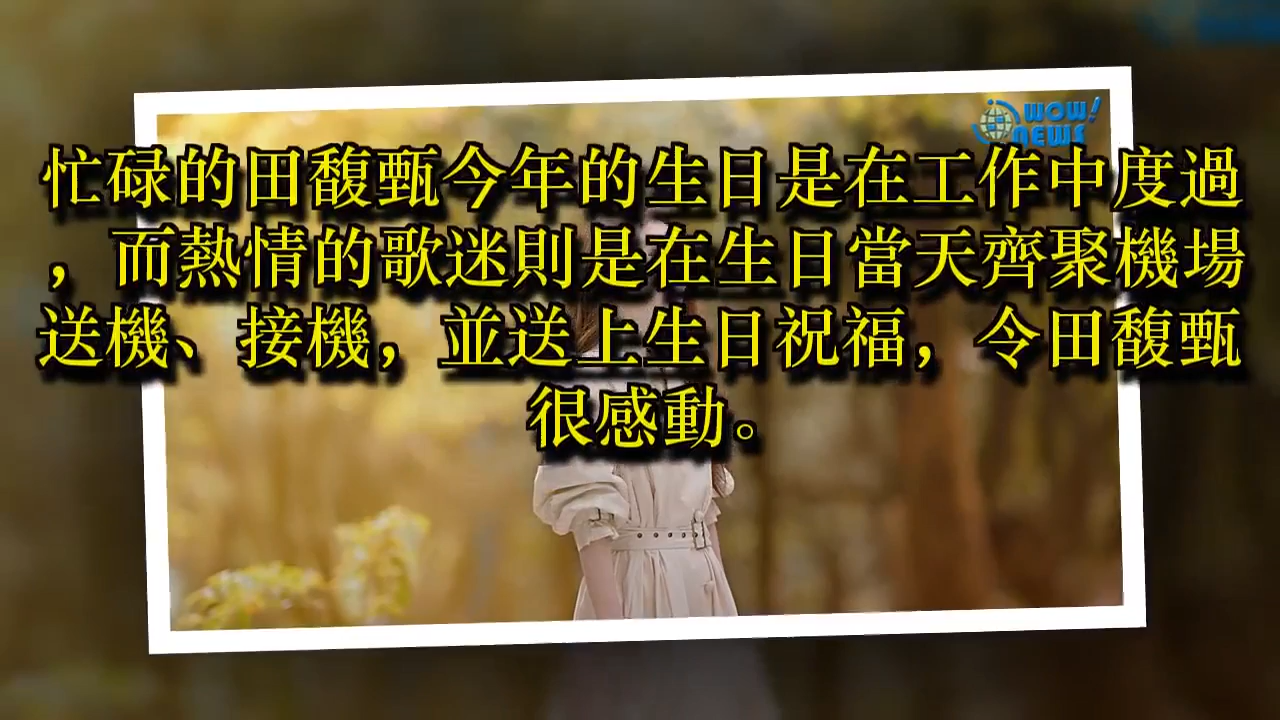 WOW!
NEWS
忙碌的田馥甄今年的生日是在工作中度過
，而熱情的歌迷則是在生日當天齊聚機場
送機、接機，並送上生日祝福，令田馥甄
很感動。